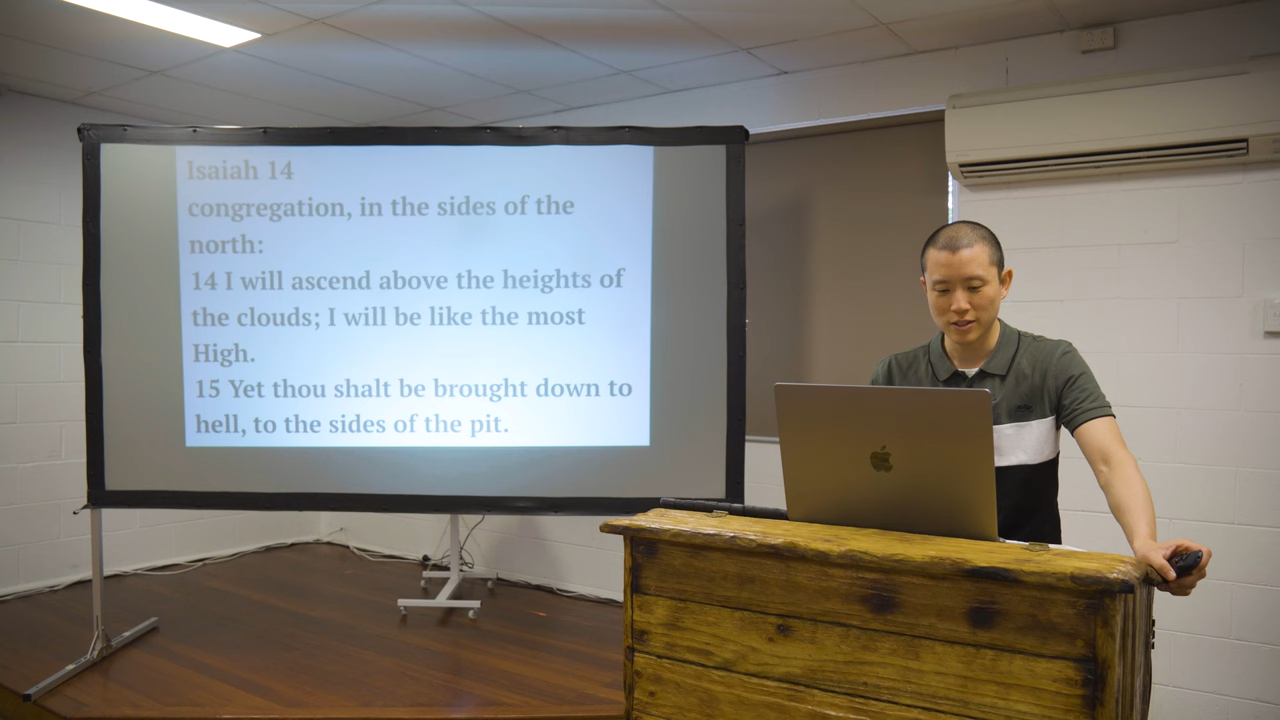 Isaiah 14
congregation, in the sides of the
north:
14 I will ascend above the heights of
the clouds; I will be like the most
High.
15 Yet thou shalt be brought down to
hell, to the sides of the pit.